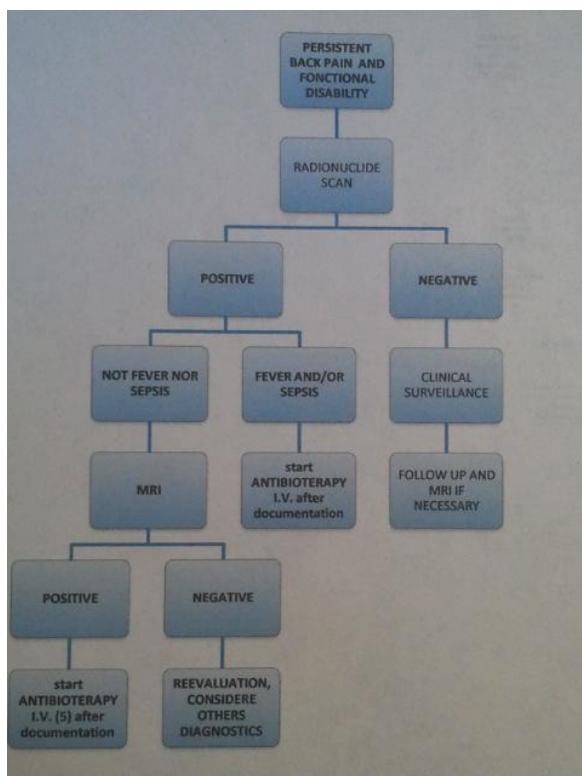 PERSISTENT
BACK PAIN AND
FONCTIONAL
DISABILITY
RADIONUCLIDE
SCAN
POSITIVE
NEGATIVE
NOT FEVER NOR
SEPSIS
FEVER AND/OR
SEPSIS
CLINICAL
SURVEILLANCE
MRI
start
ANTIBIOTERAPY
I.V. after
documentation
FOLLOW UP AND
MRI IF
NECESSARY
POSITIVE
NEGATIVE
start
ANTIBIOTERAPY
I.V. (5) after
documentation
REEVALUATION,
CONSIDERE
OTHERS
DIAGNOSTICS